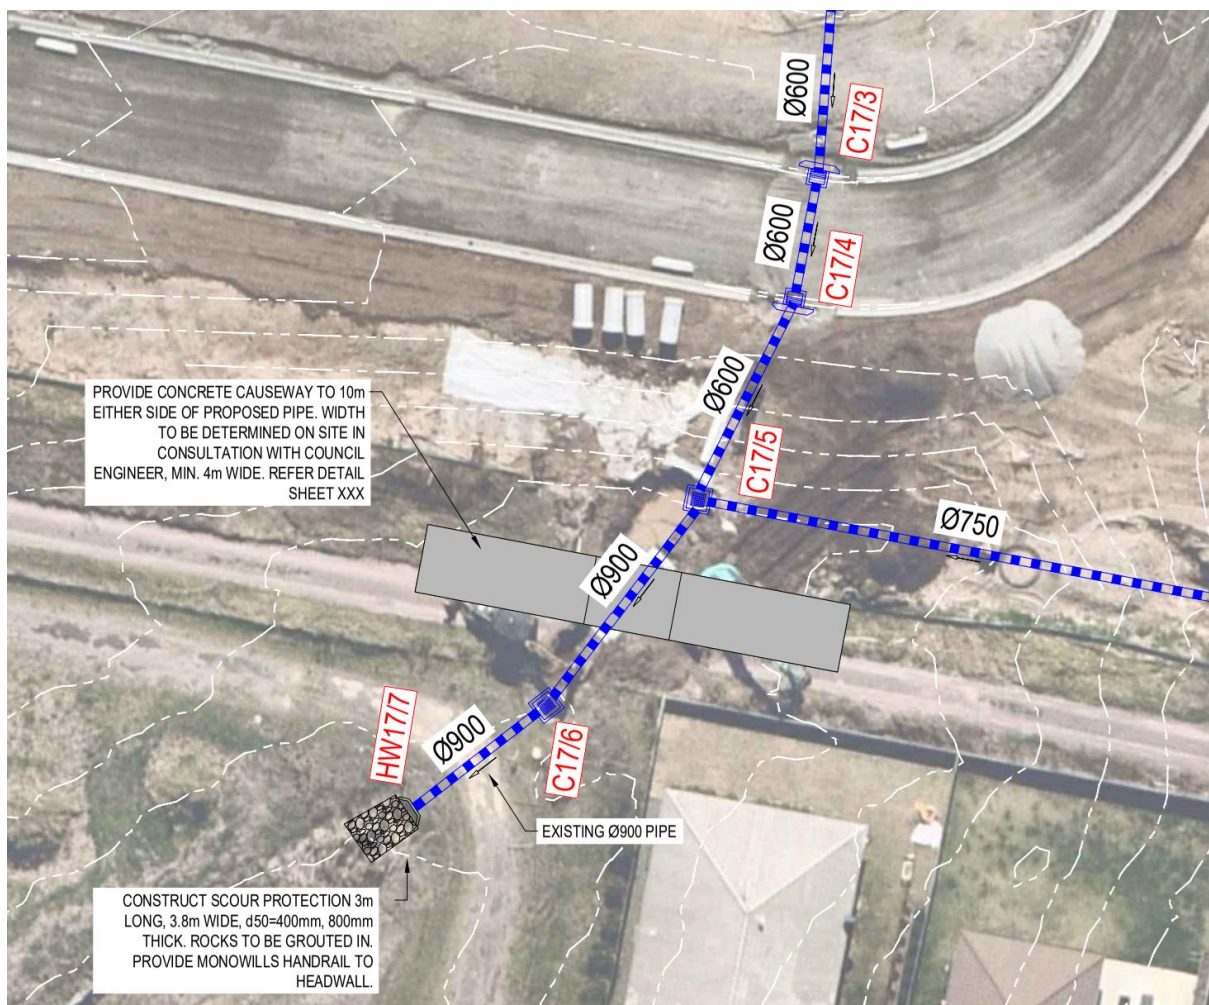 Ø600
C17/3
Ø600
C17/4
Ø600
C17/5
Ø750
PROVIDE CONCRETE CAUSEWAY TO 10m
EITHER SIDE OF PROPOSED PIPE. WIDTH
TO BE DETERMINED ON SITE IN
CONSULTATION WITH COUNCIL
ENGINEER, MIN. 4m WIDE. REFER DETAIL
SHEET XXX
Ø900
HW17/7
Ø900
C17/6
EXISTING Ø900 PIPE
CONSTRUCT SCOUR PROTECTION 3m
LONG, 3.8m WIDE, d50=400mm, 800mm
THICK. ROCKS TO BE GROUTED IN.
PROVIDE MONOWILLS HANDRAIL TO
HEADWALL.